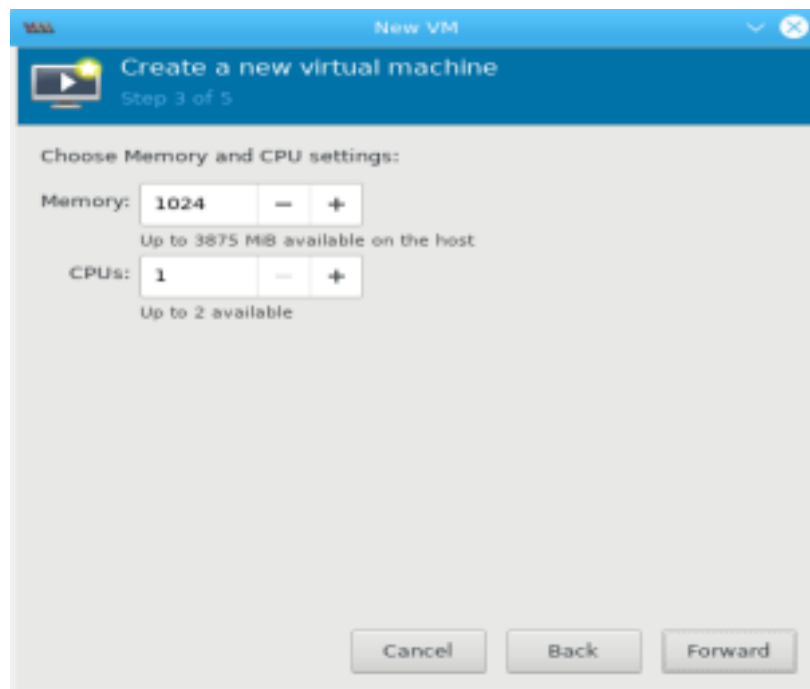 New VM
Create a new virtual machine
Step 3 of 5
Choose Memory and CPU settings:
Memory: 1024 − +
Up to 3875 MiB available on the host
CPUs: 1 − +
Up to 2 available
Cancel Back Forward